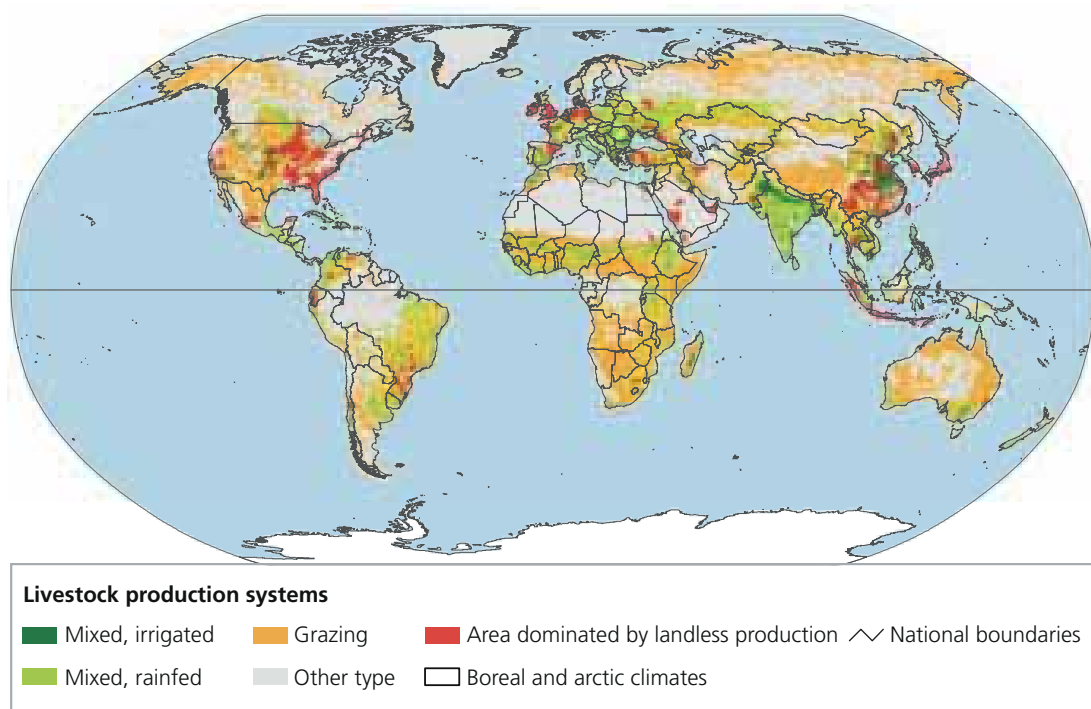 Livestock production systems
Mixed, irrigated Grazing Area dominated by landless production National boundaries
Mixed, rainfed Other type Boreal and arctic climates